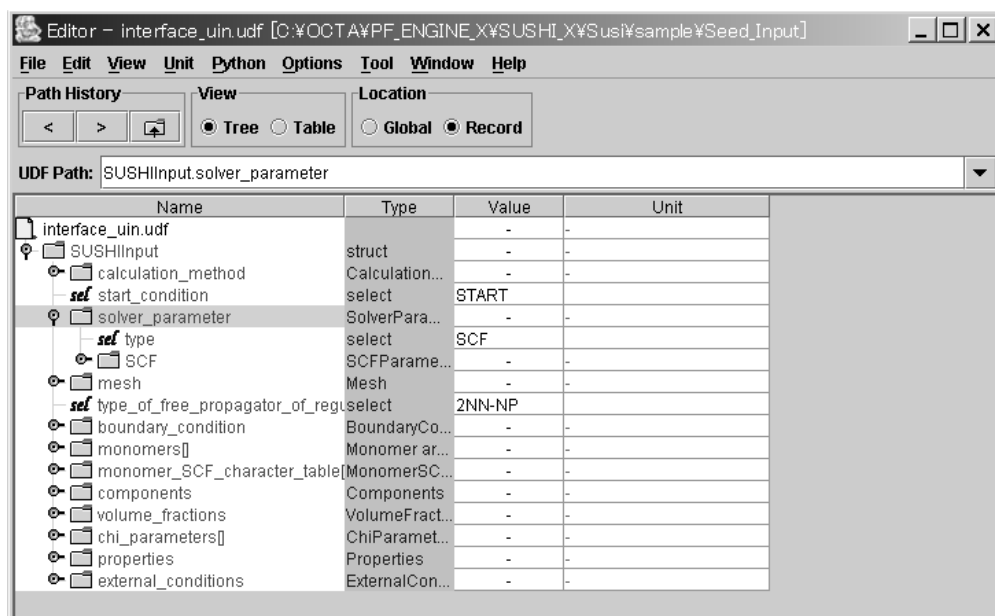 Editor - interface_uin.udf [C:¥OCTA¥PF_ENGINE_X¥SUSHI_X¥Susi¥sample¥Seed_Input]
File Edit View Unit Python Options Tool Window Help
Path History View Location
< > Tree Table Global Record
UDF Path: SUSHIInput.solver_parameter
Name Type Value Unit
interface_uin.udf - -
SUSHIInput struct - -
calculation_method Calculation... - -
sel start_condition select START
solver_parameter SolverPara... - -
sel type select SCF
SCF SCFParame... - -
mesh Mesh - -
sel type_of_free_propagator_of_regu select 2NN-NP
boundary_condition BoundaryCo... - -
monomers[] Monomer ar... - -
monomer_SCF_character_table[ MonomerSC... - -
components Components - -
volume_fractions VolumeFract... - -
chi_parameters[] ChiParamet... - -
properties Properties - -
external_conditions ExternalCon... - -